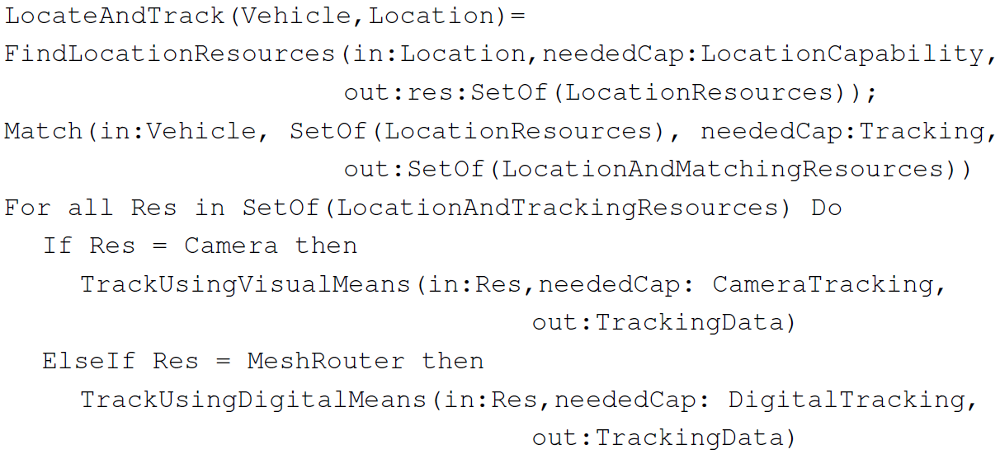 LocateAndTrack(Vehicle,Location)=
FindLocationResources(in:Location,neededCap:LocationCapability,
out:res:SetOf(LocationResources));
Match(in:Vehicle, SetOf(LocationResources), neededCap:Tracking,
out:SetOf(LocationAndMatchingResources))
For all Res in SetOf(LocationAndTrackingResources) Do
If Res = Camera then
TrackUsingVisualMeans(in:Res,neededCap: CameraTracking,
out:TrackingData)
ElseIf Res = MeshRouter then
TrackUsingDigitalMeans(in:Res,neededCap: DigitalTracking,
out:TrackingData)